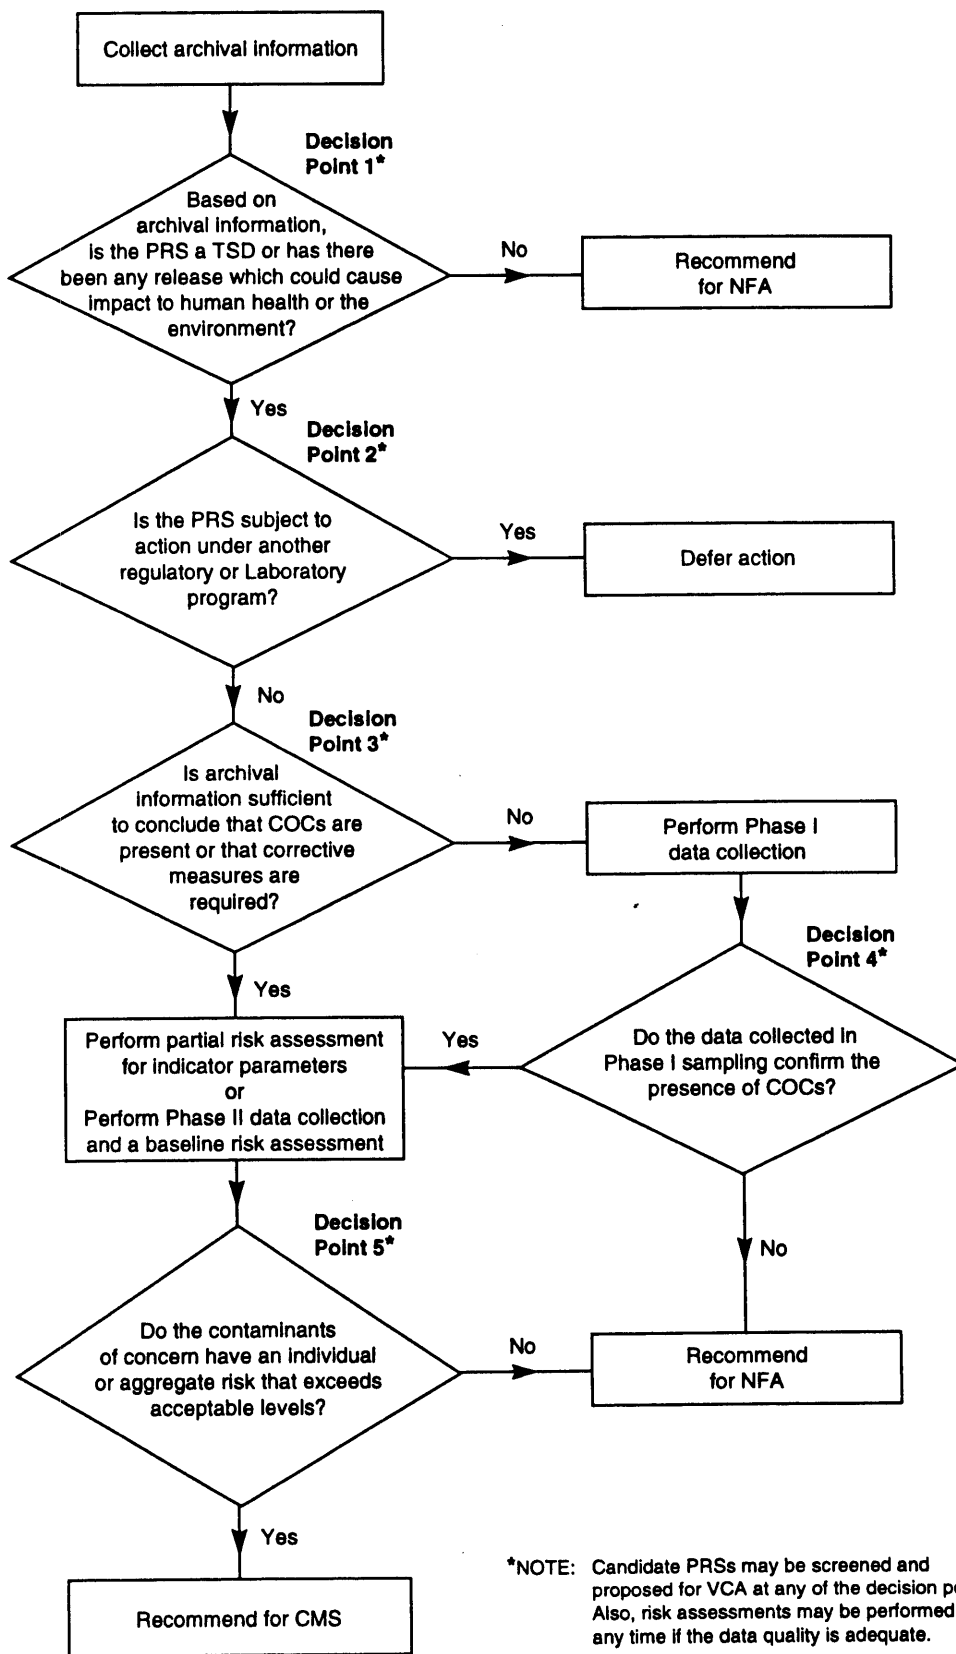 Collect archival information
Decision
Point 1*
Based on
archival information,
is the PRS a TSD or has there
been any release which could cause
impact to human health or the
environment?
No
Recommend
for NFA
Yes
Decision
Point 2*
Is the PRS subject to
action under another
regulatory or Laboratory
program?
Yes
Defer action
No
Decision
Point 3*
Is archival
information sufficient
to conclude that COCs are
present or that corrective
measures are
required?
No
Perform Phase I
data collection
Yes
Decision
Point 4*
Do the data collected in
Phase I sampling confirm the
presence of COCs?
Yes
Perform partial risk assessment
for indicator parameters
or
Perform Phase II data collection
and a baseline risk assessment
No
Decision
Point 5*
Do the contaminants
of concern have an individual
or aggregate risk that exceeds
acceptable levels?
No
Recommend
for NFA
Yes
Recommend for CMS
*NOTE: Candidate PRSs may be screened and
proposed for VCA at any of the decision
Also, risk assessments may be performed
any time if the data quality is adequate.